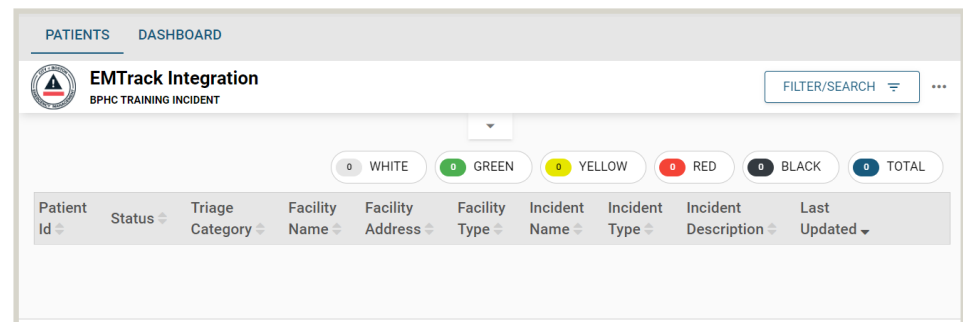 PATIENTS DASHBOARD
EMTrack Integration
BPHC TRAINING INCIDENT
FILTER/SEARCH
0 WHITE 0 GREEN 0 YELLOW 0 RED 0 BLACK 0 TOTAL
Patient Id Status Triage Category Facility Name Facility Address Facility Type Incident Name Incident Type Incident Description Last Updated